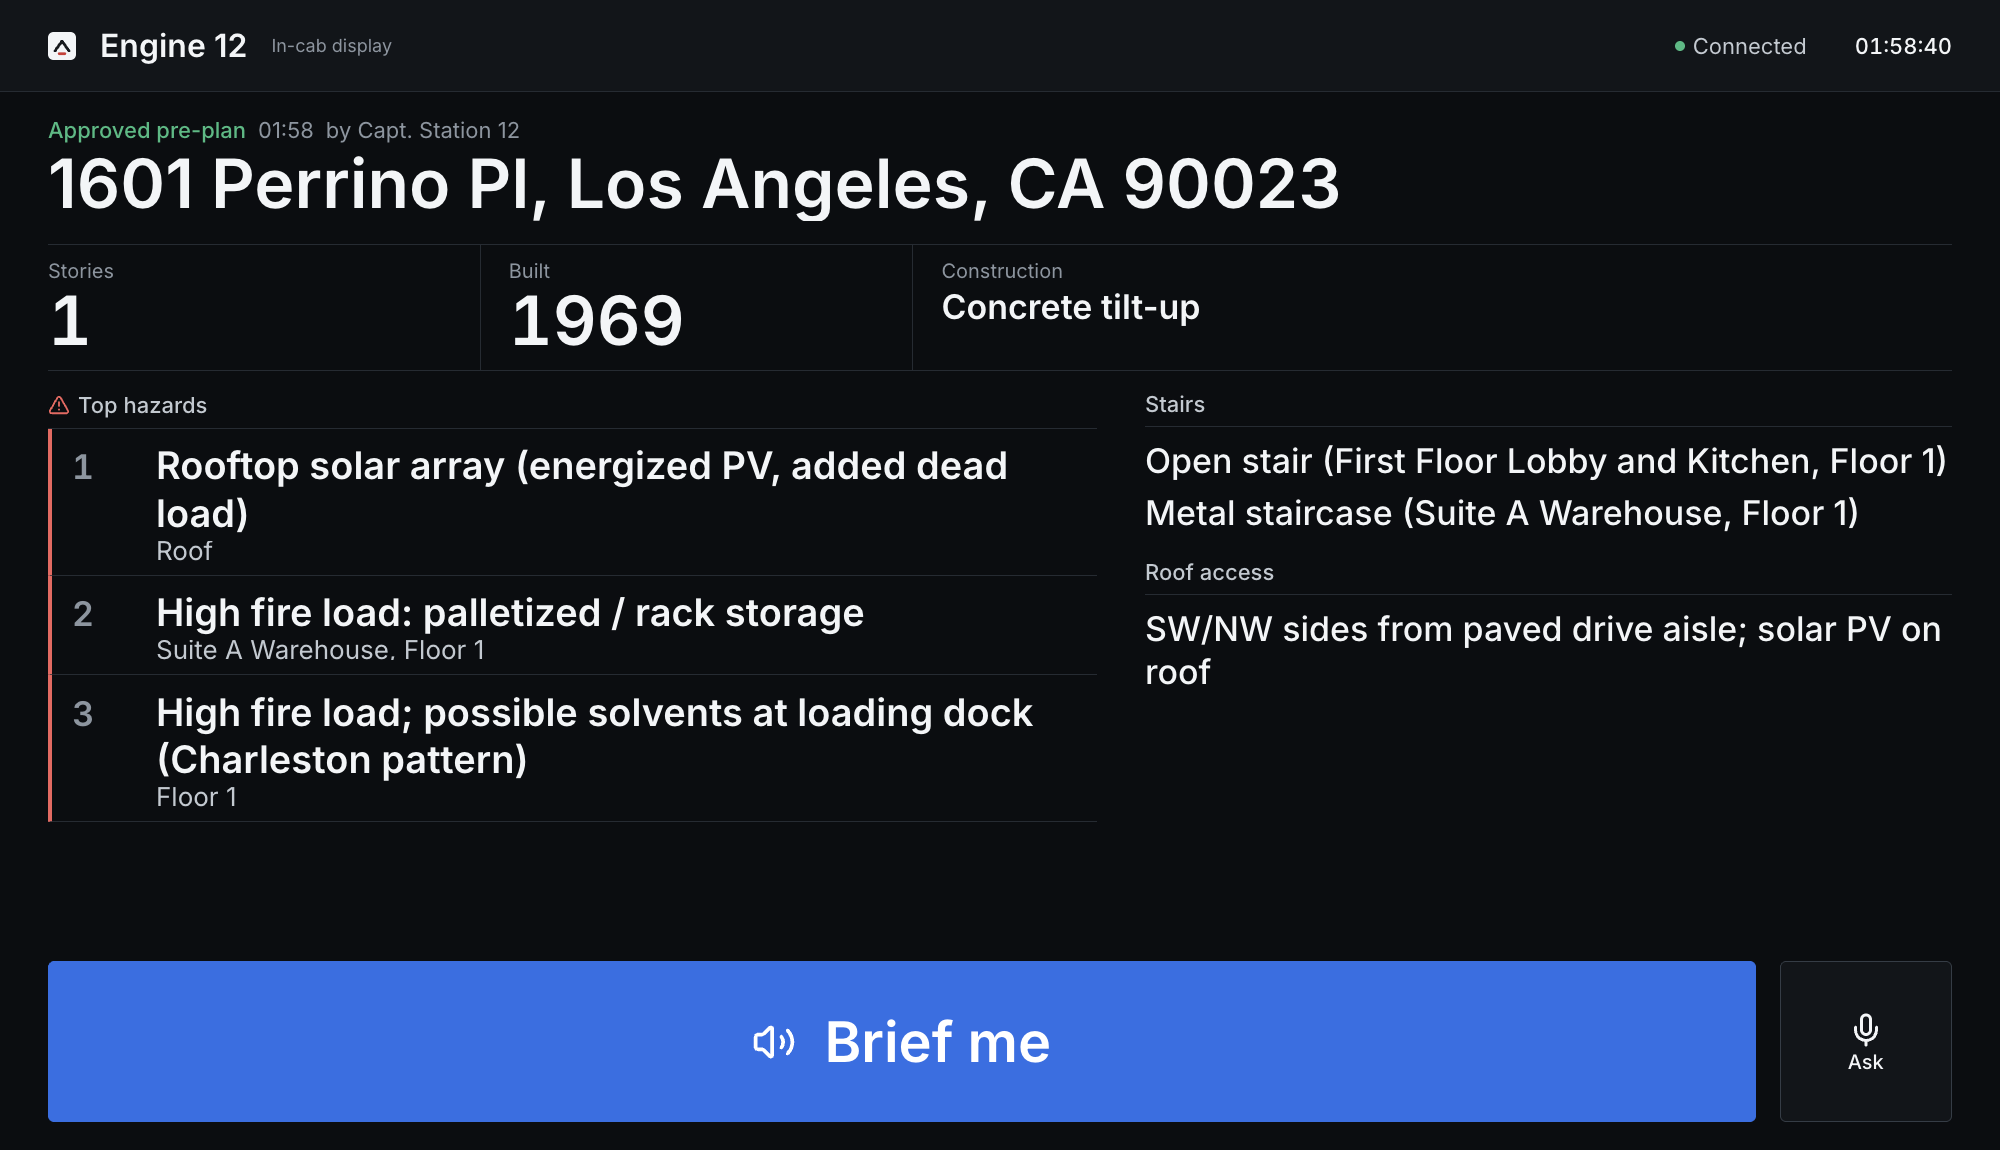 Engine 12 In-cab display
Connected 01:58:40
Approved pre-plan 01:58 by Capt. Station 12
1601 Perrino Pl, Los Angeles, CA 90023
Stories
1
Built
1969
Construction
Concrete tilt-up
Top hazards
1 Rooftop solar array (energized PV, added dead
load)
Roof
2 High fire load: palletized / rack storage
Suite A Warehouse, Floor 1
3 High fire load; possible solvents at loading dock
(Charleston pattern)
Floor 1
Stairs
Open stair (First Floor Lobby and Kitchen, Floor 1)
Metal staircase (Suite A Warehouse, Floor 1)
Roof access
SW/NW sides from paved drive aisle; solar PV on
roof
Brief me
Ask